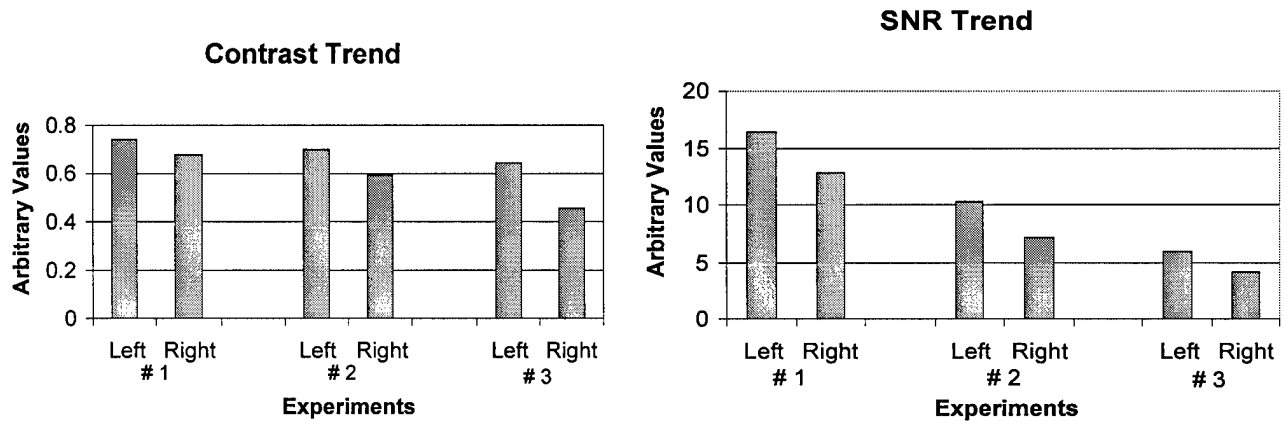 Contrast Trend
Arbitrary Values
0.8
0.6
0.4
0.2
0
Left Right Left Right Left Right
# 1 # 2 # 3
Experiments
SNR Trend
Arbitrary Values
20
15
10
5
0
Left Right Left Right Left Right
# 1 # 2 # 3
Experiments